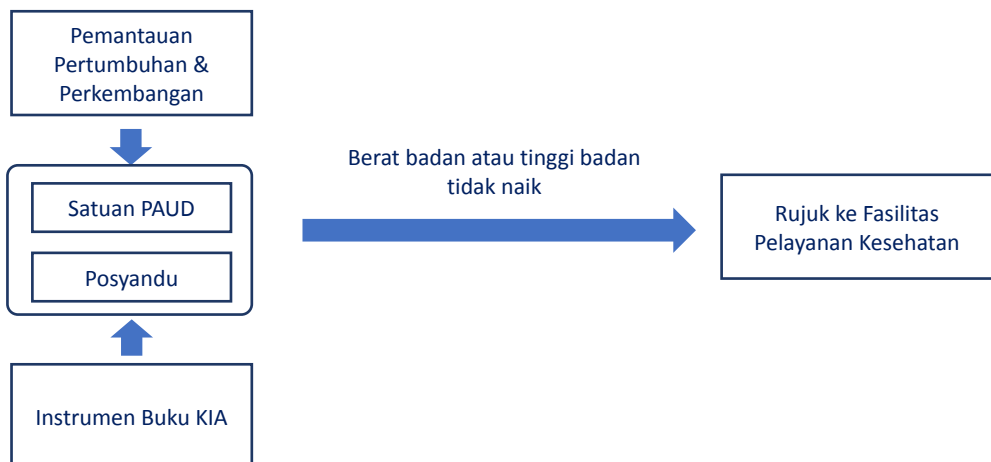 Pemantauan
Pertumbuhan &
Perkembangan
Satuan PAUD
Posyandu
Instrumen Buku KIA
Berat badan atau tinggi badan
tidak naik
Rujuk ke Fasilitas
Pelayanan Kesehatan